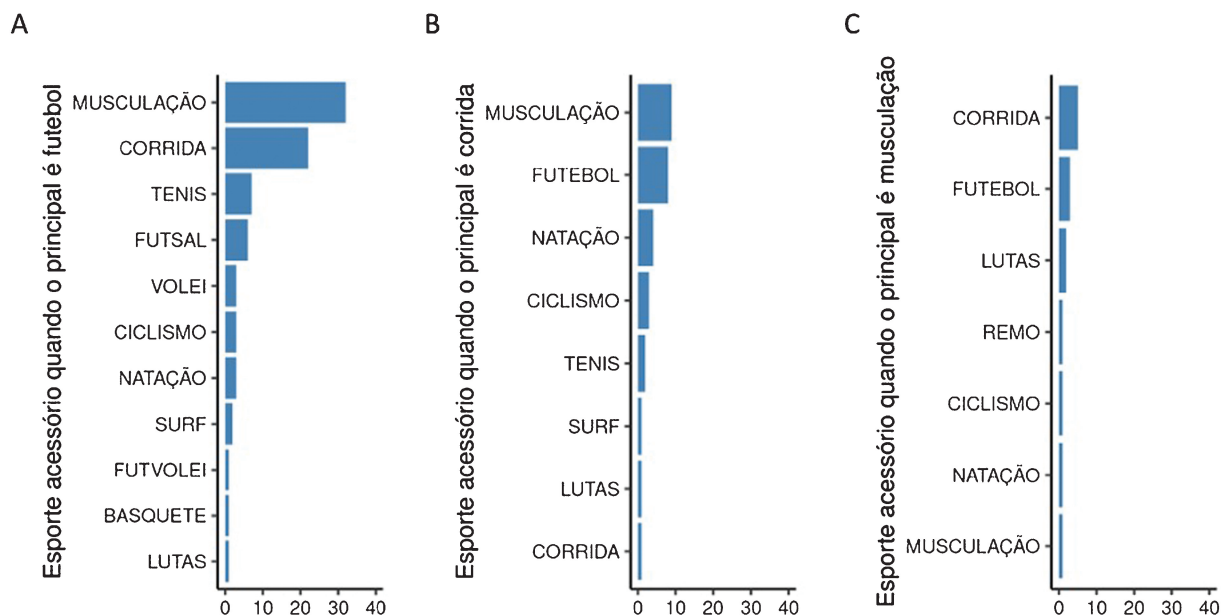 A
Esporte acessório quando o principal é futebol
MUSCULAÇÃO
CORRIDA
TENIS
FUTSAL
VOLEI
CICLISMO
NATAÇÃO
SURF
FUTVOLEI
BASQUETE
LUTAS
0 10 20 30 40
B
Esporte acessório quando o principal é corrida
MUSCULAÇÃO
FUTEBOL
NATAÇÃO
CICLISMO
TENIS
SURF
LUTAS
CORRIDA
0 10 20 30 40
C
Esporte acessório quando o principal é musculação
CORRIDA
FUTEBOL
LUTAS
REMO
CICLISMO
NATAÇÃO
MUSCULAÇÃO
0 10 20 30 40